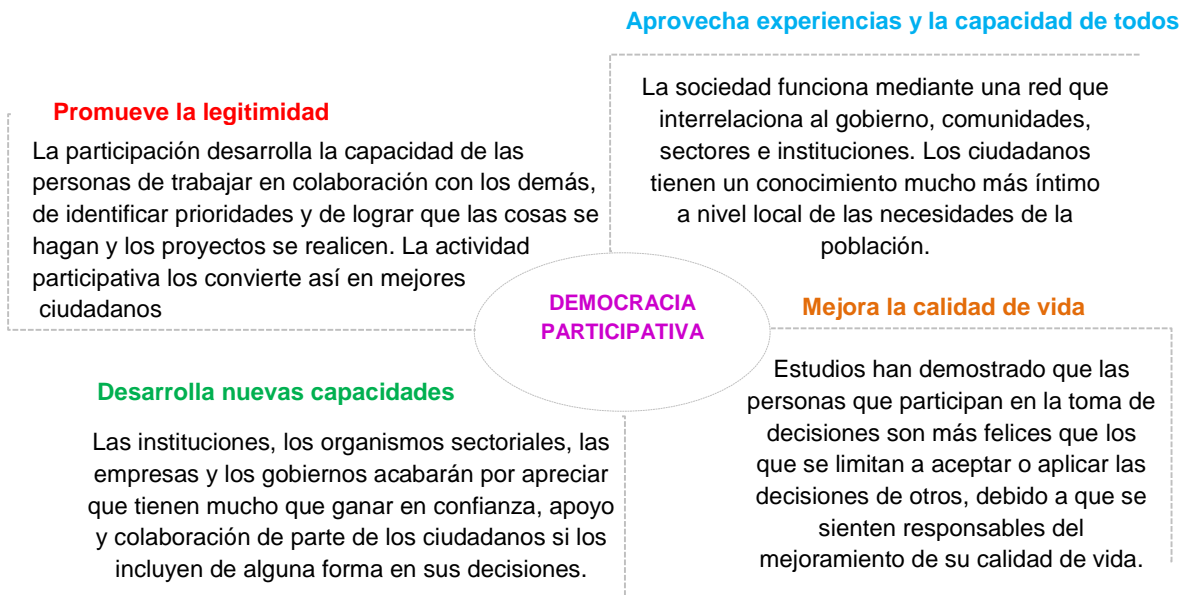 Aprovecha experiencias y la capacidad de todos
La sociedad funciona mediante una red que
interrelaciona al gobierno, comunidades,
sectores e instituciones. Los ciudadanos
tienen un conocimiento mucho más íntimo
a nivel local de las necesidades de la
población.
Promueve la legitimidad
La participación desarrolla la capacidad de las
personas de trabajar en colaboración con los demás,
de identificar prioridades y de lograr que las cosas se
hagan y los proyectos se realicen. La actividad
participativa los convierte así en mejores
ciudadanos
DEMOCRACIA
PARTICIPATIVA
Mejora la calidad de vida
Estudios han demostrado que las
personas que participan en la toma de
decisiones son más felices que los
que se limitan a aceptar o aplicar las
decisiones de otros, debido a que se
sienten responsables del
mejoramiento de su calidad de vida.
Desarrolla nuevas capacidades
Las instituciones, los organismos sectoriales, las
empresas y los gobiernos acabarán por apreciar
que tienen mucho que ganar en confianza, apoyo
y colaboración de parte de los ciudadanos si los
incluyen de alguna forma en sus decisiones.